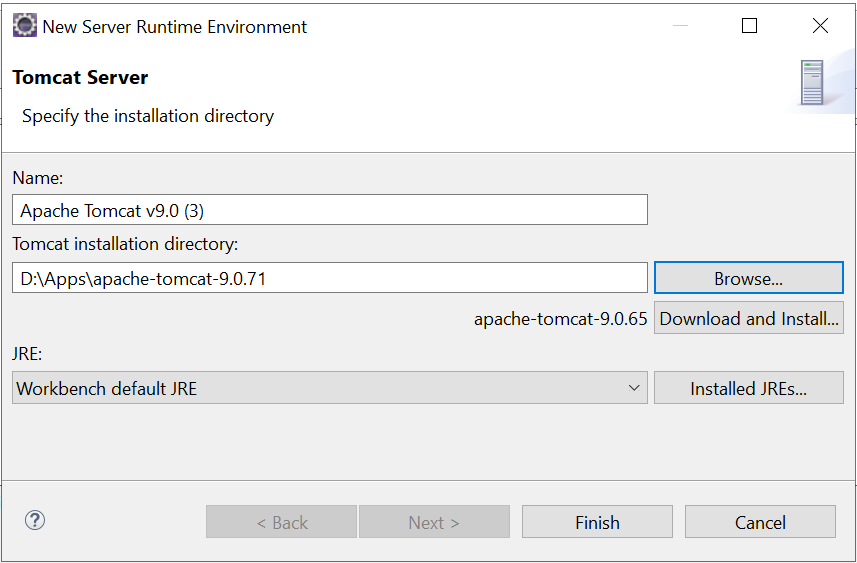 New Server Runtime Environment
Tomcat Server
Specify the installation directory
Name:
Apache Tomcat v9.0 (3)
Tomcat installation directory:
D:\Apps\apache-tomcat-9.0.71
Browse...
apache-tomcat-9.0.65
Download and Install...
JRE:
Workbench default JRE
Installed JREs...
?
< Back
Next >
Finish
Cancel